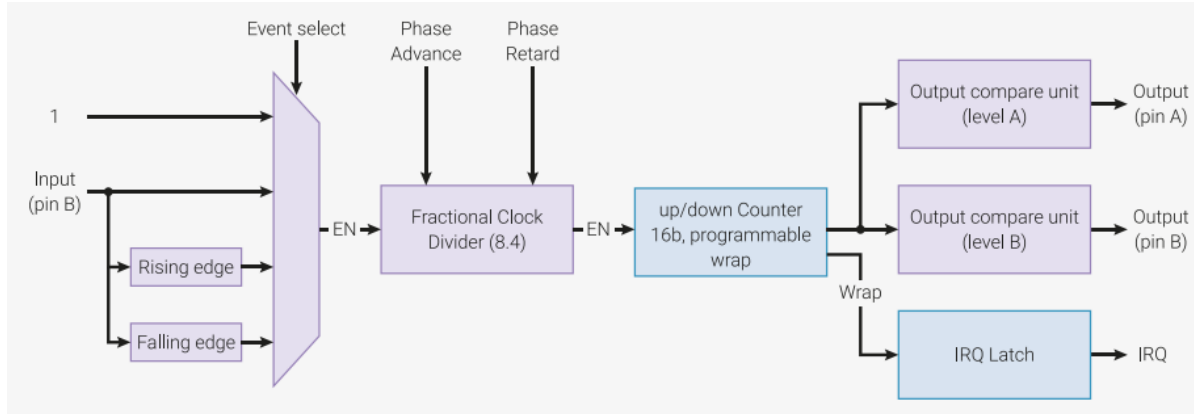 Event select
Phase
Advance
Phase
Retard
1
Input
(pin B)
Rising edge
Falling edge
EN
Fractional Clock
Divider (8.4)
EN
up/down Counter
16b, programmable
wrap
Wrap
Output compare unit
(level A)
Output
(pin A)
Output compare unit
(level B)
Output
(pin B)
IRQ Latch
IRQ